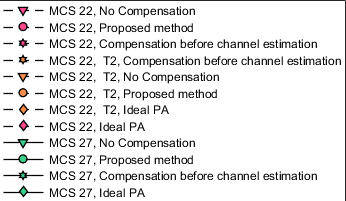 MCS 22, No Compensation
MCS 22, Proposed method
MCS 22, Compensation before channel estimation
MCS 22, T2, Compensation before channel estimation
MCS 22, T2, No Compensation
MCS 22, T2, Proposed method
MCS 22, T2, Ideal PA
MCS 22, Ideal PA
MCS 27, No Compensation
MCS 27, Proposed method
MCS 27, Compensation before channel estimation
MCS 27, Ideal PA